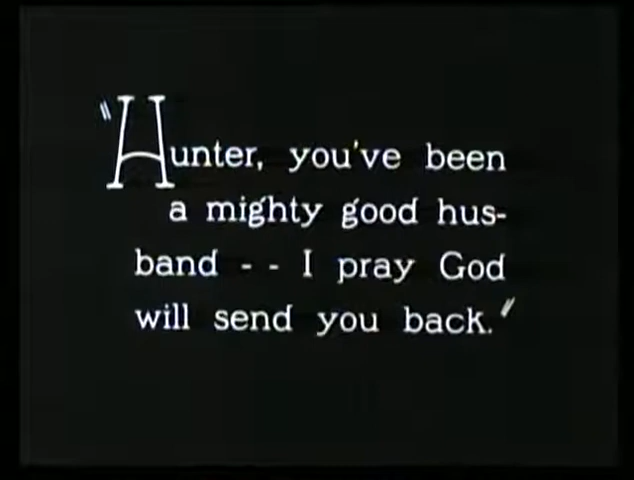 "Hunter, you've been
a mighty good hus-
band -- I pray God
will send you back."